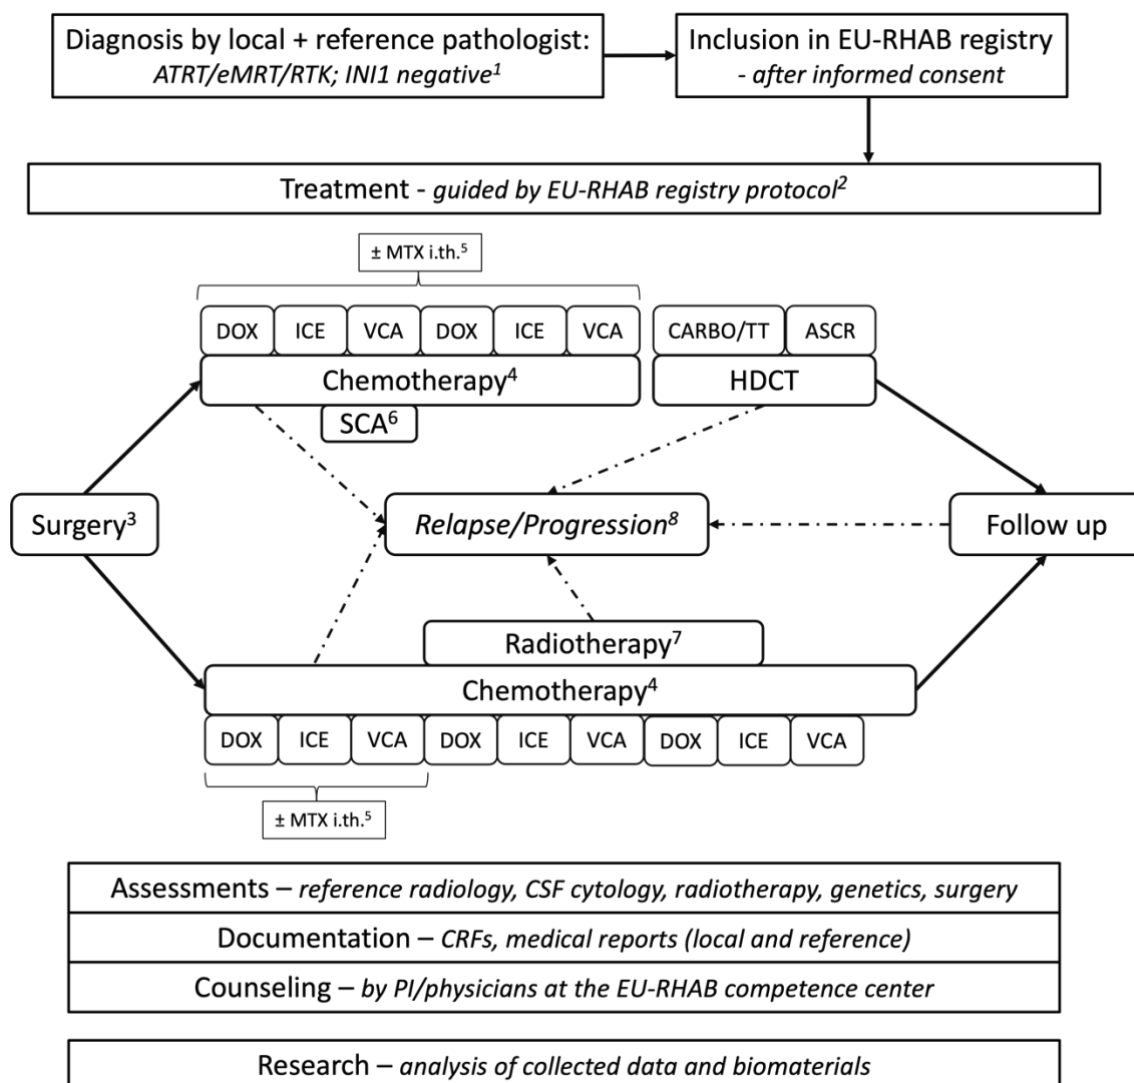 Diagnosis by local + reference pathologist:
ATRT/eMRT/RTK; INI1 negative¹
Inclusion in EU-RHAB registry
- after informed consent
Treatment - guided by EU-RHAB registry protocol²
± MTX i.th.⁵
DOX ICE VCA DOX ICE VCA
CARBO/TT ASCR
Chemotherapy⁴
HDCT
SCA⁶
Surgery³
Relapse/Progression⁸
Follow up
Radiotherapy⁷
Chemotherapy⁴
DOX ICE VCA DOX ICE VCA DOX ICE VCA
± MTX i.th.⁵
Assessments – reference radiology, CSF cytology, radiotherapy, genetics, surgery
Documentation – CRFs, medical reports (local and reference)
Counseling – by PI/physicians at the EU-RHAB competence center
Research – analysis of collected data and biomaterials